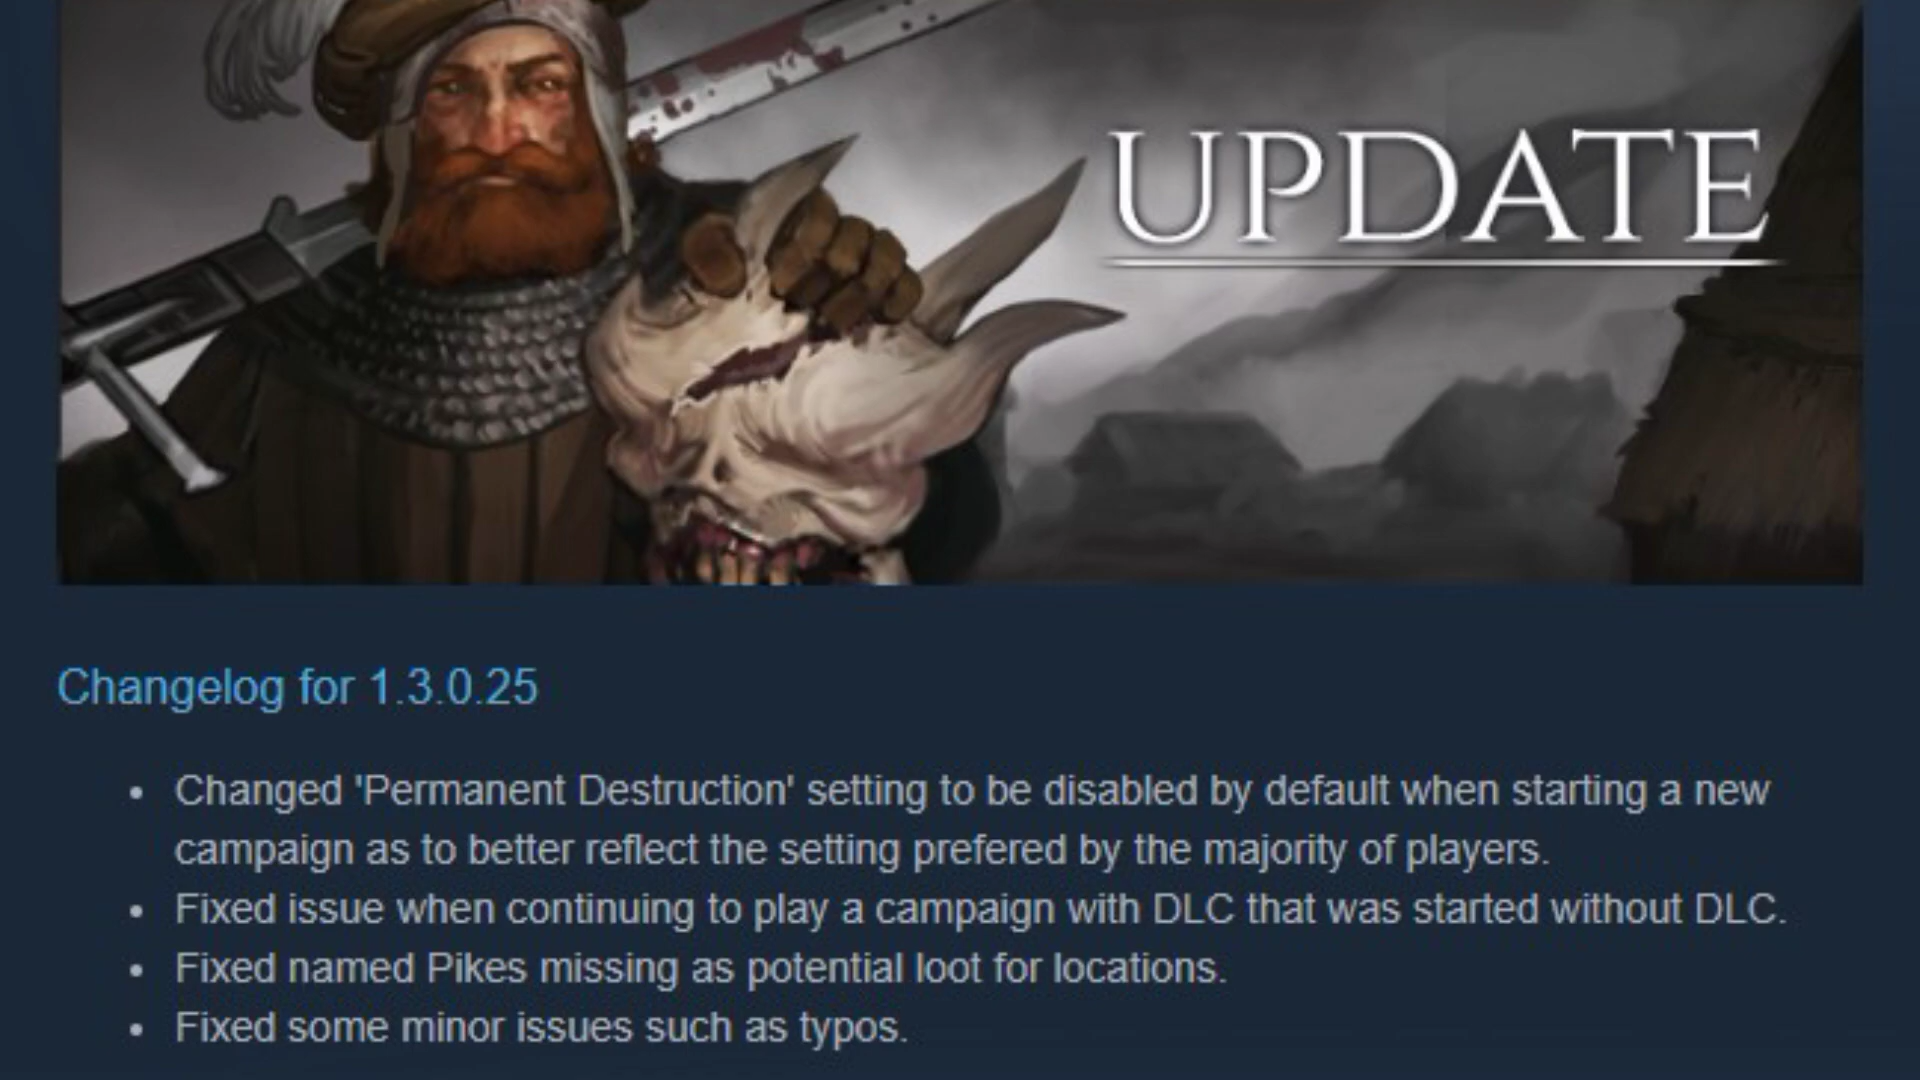 UPDATE
Changelog for 1.3.0.25
• Changed 'Permanent Destruction' setting to be disabled by default when starting a new
campaign as to better reflect the setting prefered by the majority of players.
• Fixed issue when continuing to play a campaign with DLC that was started without DLC.
• Fixed named Pikes missing as potential loot for locations.
• Fixed some minor issues such as typos.